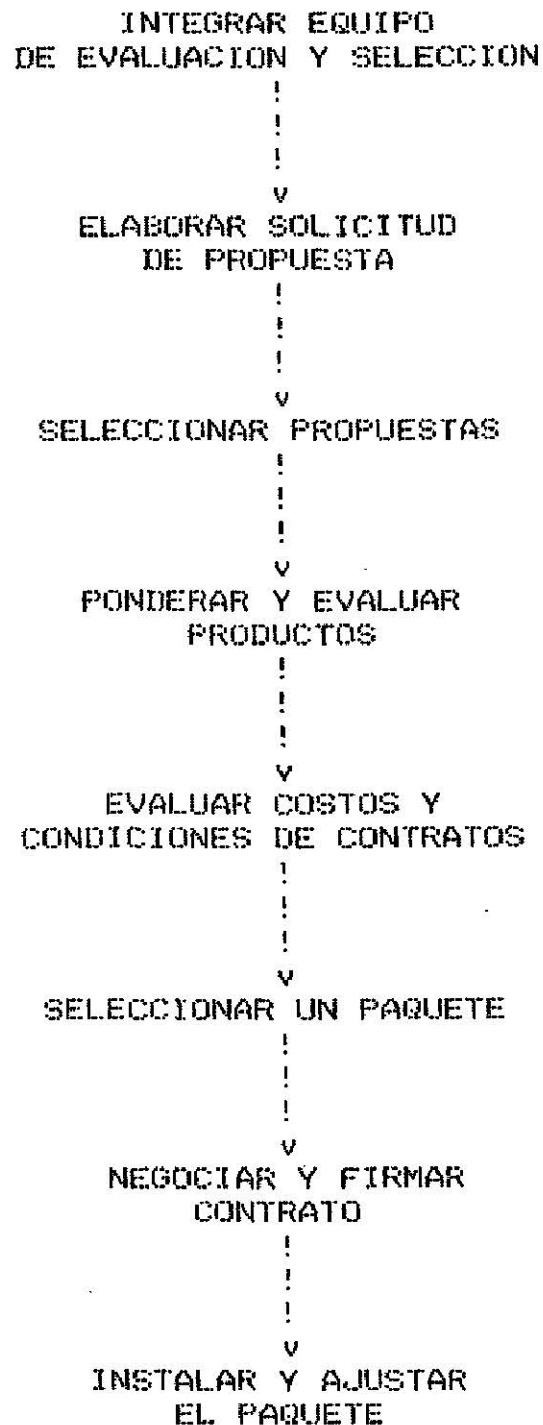 INTEGRAR EQUIPO
DE EVALUACION Y SELECCION
!
!
!
v
ELABORAR SOLICITUD
DE PROPUESTA
!
!
!
v
SELECCIONAR PROPUESTAS
!
!
!
v
PONDERAR Y EVALUAR
PRODUCTOS
!
!
!
v
EVALUAR COSTOS Y
CONDICIONES DE CONTRATOS
!
!
!
v
SELECCIONAR UN PAQUETE
!
!
!
v
NEGOCIAR Y FIRMAR
CONTRATO
!
!
!
v
INSTALAR Y AJUSTAR
EL PAQUETE